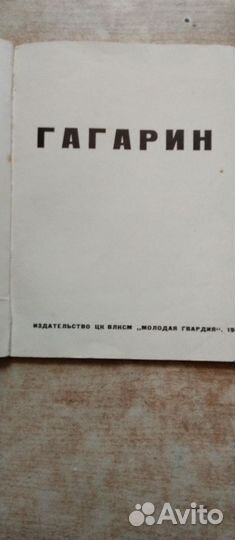 ГАГАРИН
ИЗДАТЕЛЬСТВО ЦК ВЛКСМ „МОЛОДАЯ ГВАРДИЯ“, 19
Avito